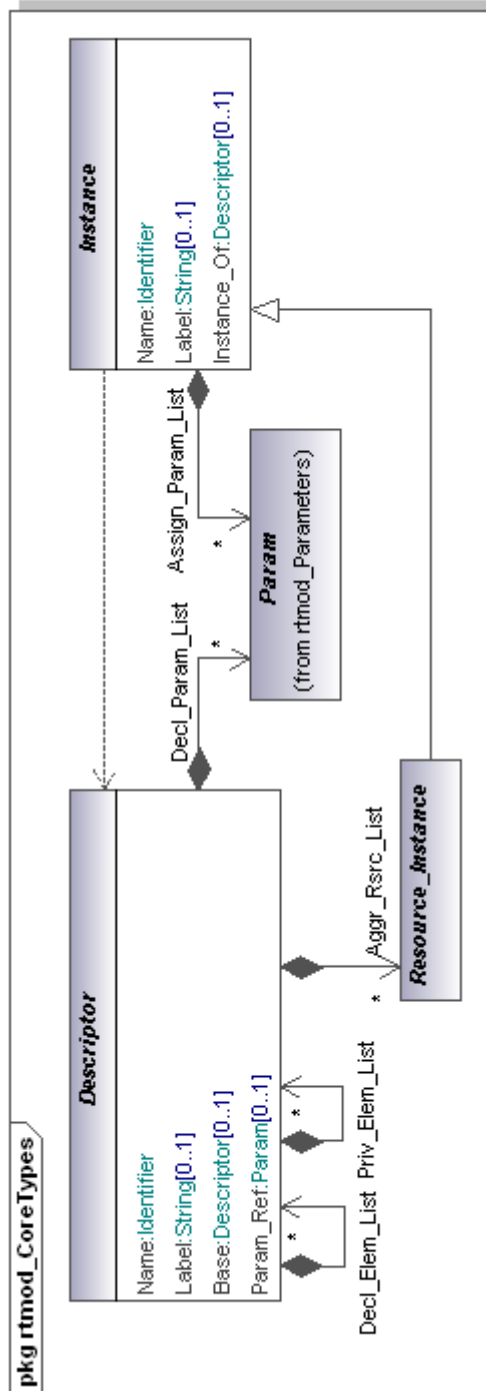 pkg rtmod_CoreTypes
Descriptor
Name:Identifier
Label:String[0..1]
Base:Descriptor[0..1]
Param_Ref:Param[0..1]
Instance
Name:Identifier
Label:String[0..1]
Instance_Of:Descriptor[0..1]
Decl_Param_List
*
Assign_Param_List
*
Param
(from rtmod_Parameters)
*
Decl_Elem_List
*
Priv_Elem_List
*
Aggr_Rsrc_List
Resource_Instance